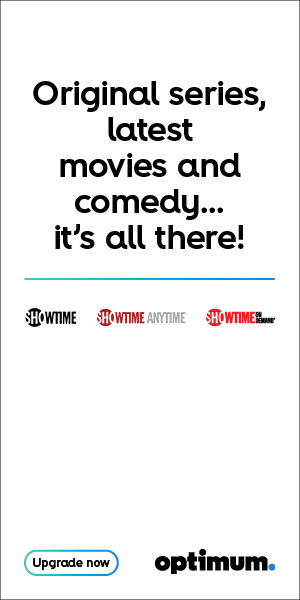 Original series,
latest
movies and
comedy...
it's all there!
SHOWTIME SHOWTIME ANYTIME SHOWTIME ON DEMAND
Upgrade now optimum.